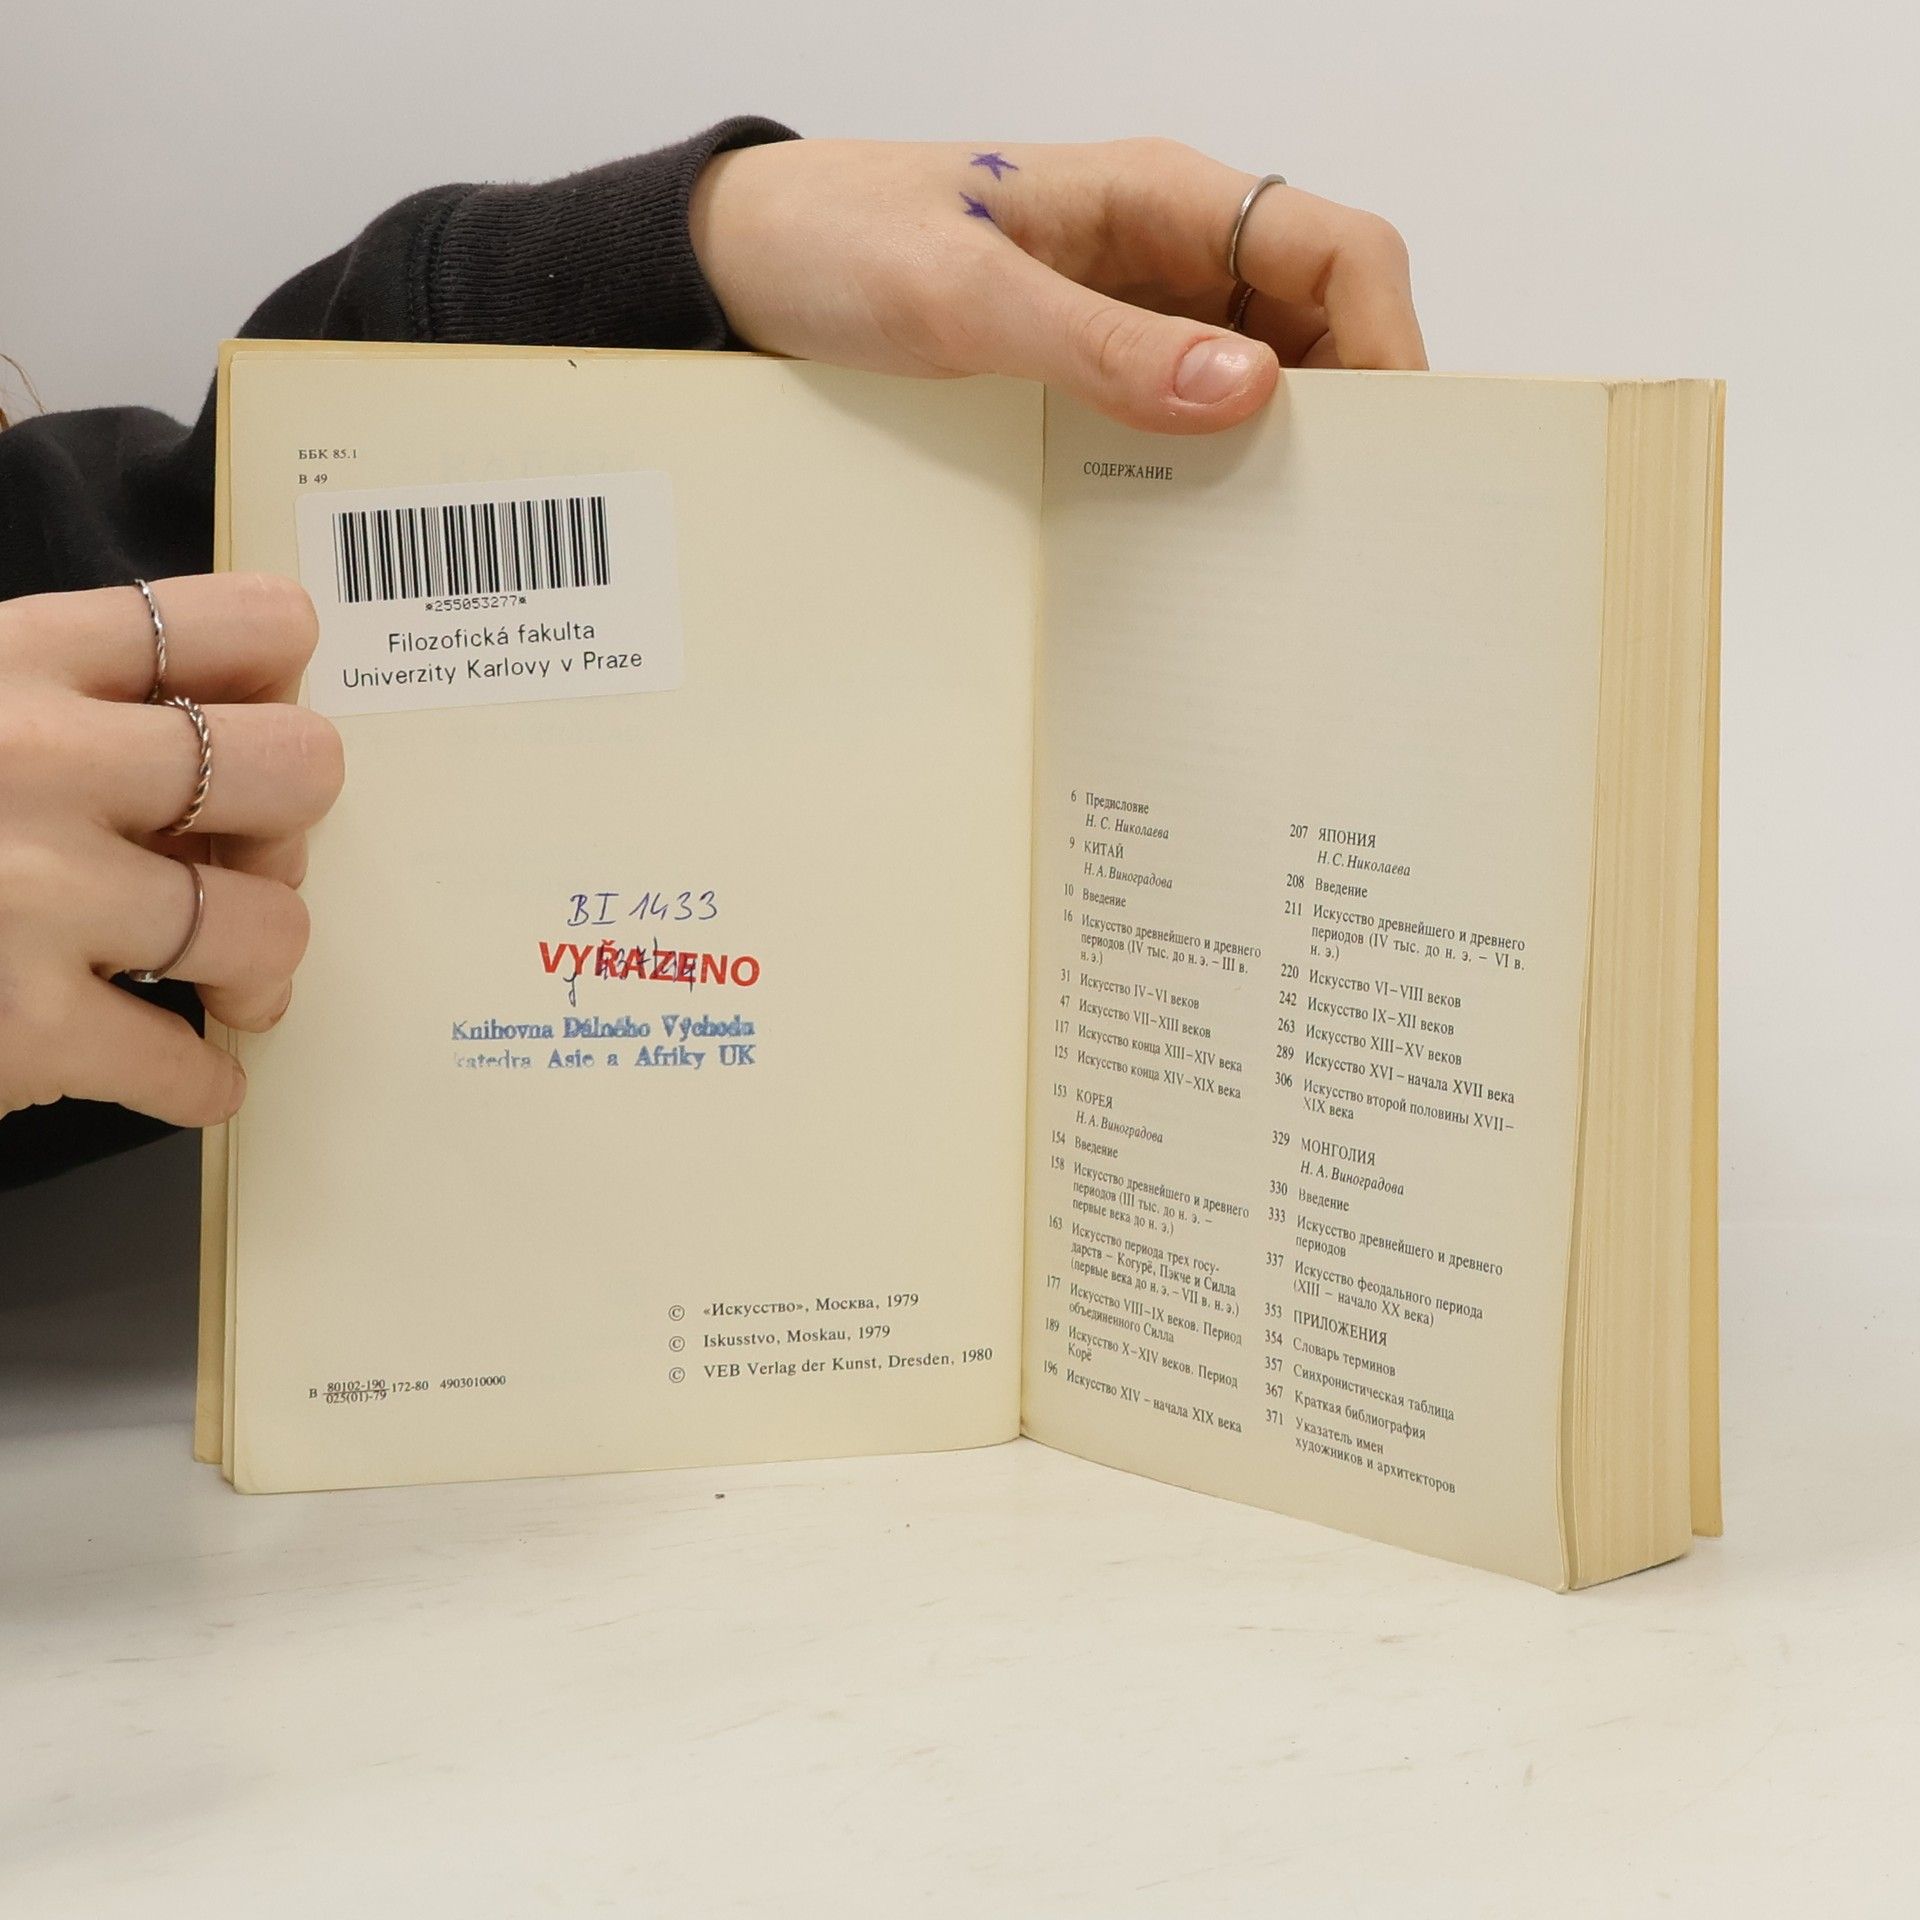 ББК 85.1
В 49
*255053277*
Filozofická fakulta
Univerzity Karlovy v Praze
BI 1433
VYŘAZENO
Knihovna Dálného Východu
katedra Asie a Afriky UK
© «Искусство», Москва, 1979
© Iskusstvo, Moskau, 1979
© VEB Verlag der Kunst, Dresden, 1980
В 80102-190
025(01)-79 172-80 4903010000
СОДЕРЖАНИЕ
6 Предисловие
Н. С. Николаева
9 КИТАЙ
Н. А. Виноградова
10 Введение
16 Искусство древнейшего и древнего
периодов (IV тыс. до н. э. – III в.
н. э.)
31 Искусство IV–VI веков
47 Искусство VII–XIII веков
117 Искусство конца XIII–XIV века
125 Искусство конца XIV–XIX века
153 КОРЕЯ
Н. А. Виноградова
154 Введение
158 Искусство древнейшего и древнего
периодов (III тыс. до н. э. –
первые века до н. э.)
163 Искусство периода трех госу-
дарств – Когурё, Пэкче и Силла
(первые века до н. э. – VII в. н. э.)
177 Искусство VIII–IX веков. Период
объединенного Силла
189 Искусство X–XIV веков. Период
Корё
196 Искусство XIV – начала XIX века
207 ЯПОНИЯ
Н. С. Николаева
208 Введение
211 Искусство древнейшего и древнего
периодов (IV тыс. до н. э. – VI в.
н. э.)
220 Искусство VI–VIII веков
242 Искусство IX–XII веков
263 Искусство XIII–XV веков
289 Искусство XVI – начала XVII века
306 Искусство второй половины XVII–
XIX века
329 МОНГОЛИЯ
Н. А. Виноградова
330 Введение
333 Искусство древнейшего и древнего
периодов
337 Искусство феодального периода
(XIII – начало XX века)
353 ПРИЛОЖЕНИЯ
354 Словарь терминов
357 Синхронистическая таблица
367 Краткая библиография
371 Указатель имен
художников и архитекторов